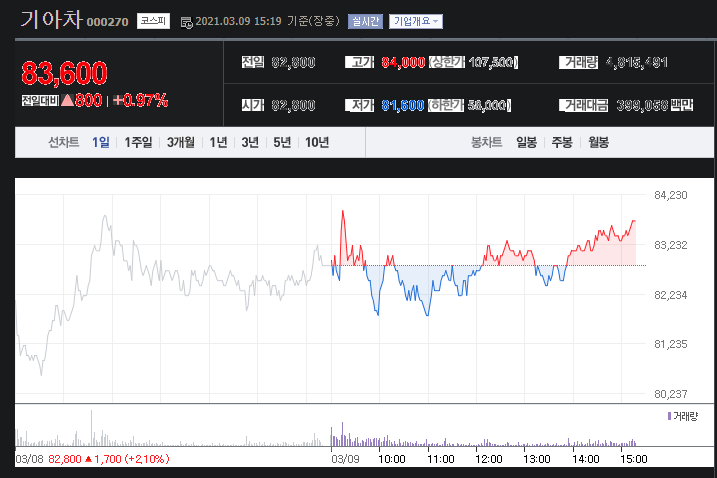 기아차 000270 코스피 2021.03.09 15:19 기준(장중) 실시간 기업개요
83,600
전일대비 ▲800 | +0.97%
전일 82,800 고가 84,000 (상한가 107,500) 거래량 4,815,491
시가 82,800 저가 81,600 (하한가 58,000) 거래대금 399,058 백만
선차트 1일 1주일 3개월 1년 3년 5년 10년 봉차트 일봉 주봉 월봉
84,230
83,232
82,234
81,235
80,237
거래량
03/08 82,800 ▲1,700 (+2.10%) 03/09 10:00 11:00 12:00 13:00 14:00 15:00